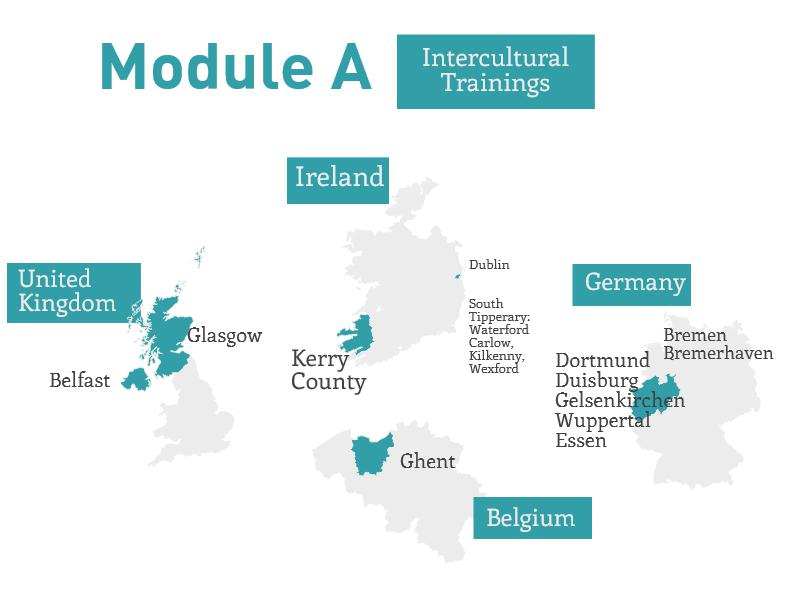 Module A
Intercultural
Trainings
Ireland
United
Kingdom
Glasgow
Belfast
Dublin
South
Tipperary:
Waterford
Carlow,
Kilkenny,
Wexford
Kerry
County
Germany
Bremen
Bremerhaven
Dortmund
Duisburg
Gelsenkirchen
Wuppertal
Essen
Ghent
Belgium